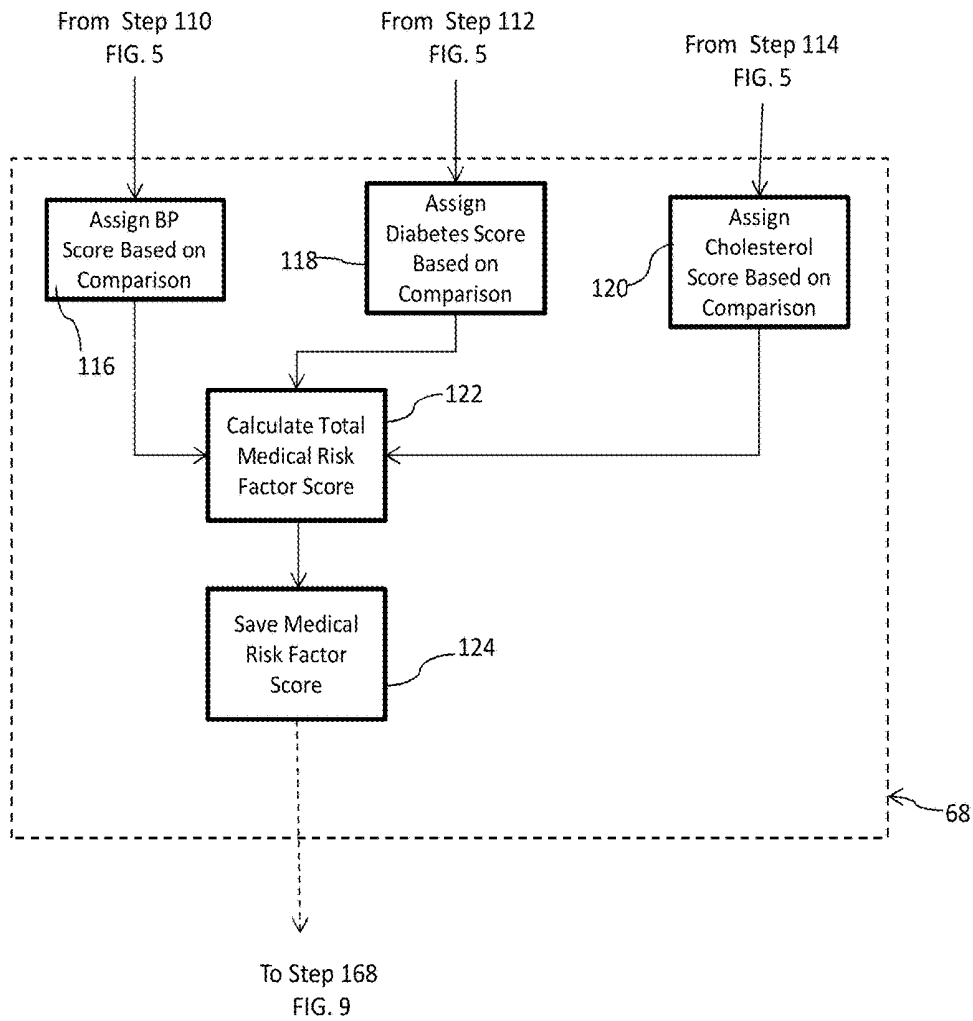 From Step 110
FIG. 5
From Step 112
FIG. 5
From Step 114
FIG. 5
Assign BP
Score Based on
Comparison
116
Assign
Diabetes Score
Based on
Comparison
118
Assign
Cholesterol
Score Based on
Comparison
120
Calculate Total
Medical Risk
Factor Score
122
Save Medical
Risk Factor
Score
124
68
To Step 168
FIG. 9